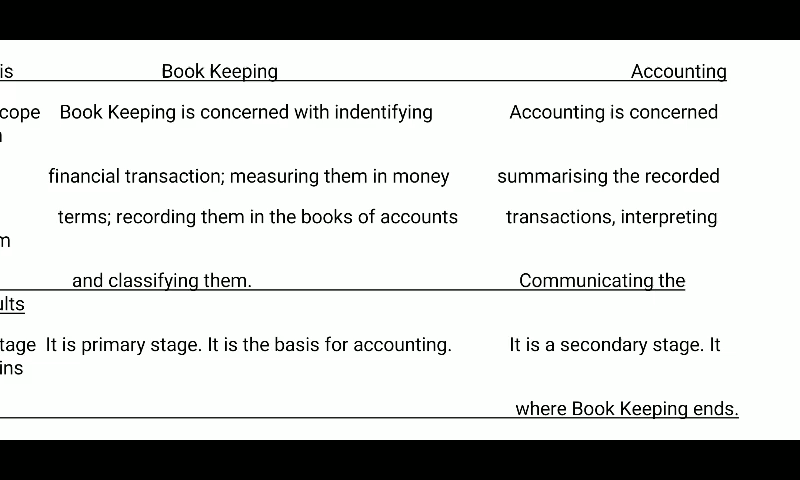 is Book Keeping Accounting
cope Book Keeping is concerned with indentifying Accounting is concerned
financial transaction; measuring them in money summarising the recorded
terms; recording them in the books of accounts transactions, interpreting
m
and classifying them. Communicating the
ults
tage It is primary stage. It is the basis for accounting. It is a secondary stage. It
ins
where Book Keeping ends.